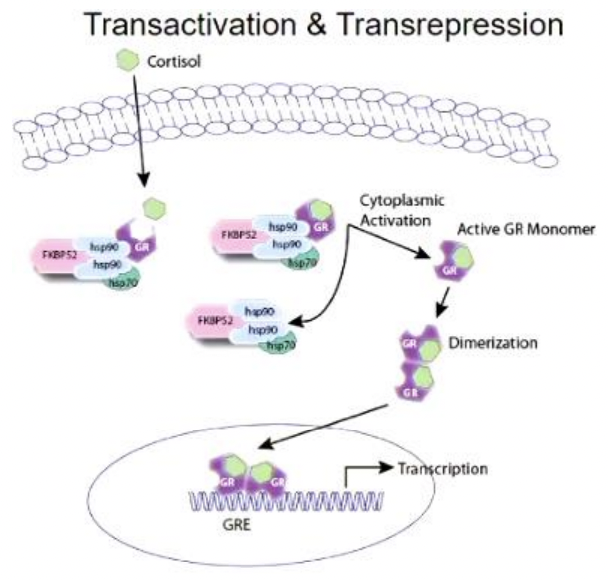 Transactivation & Transrepression
Cortisol
FKBP52
hsp90
GR
hsp90
hsp70
FKBP52
hsp90
GR
hsp90
hsp70
Cytoplasmic
Activation
Active GR Monomer
GR
FKBP52
hsp90
hsp90
hsp70
GR
Dimerization
GR
GR
GR
Transcription
GRE